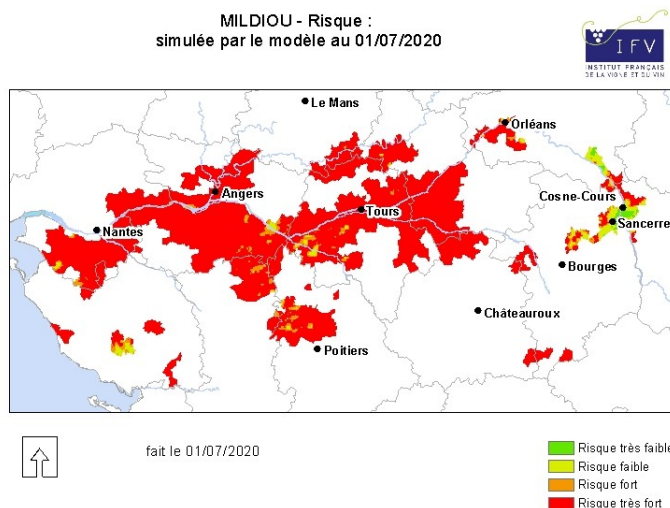 MILDIOU - Risque :
simulée par le modèle au 01/07/2020
IFV
INSTITUT FRANÇAIS
DE LA VIGNE ET DU VIN
Le Mans
Orléans
Angers
Tours
Cosne-Cours
Sancerre
Nantes
Bourges
Châteauroux
Poitiers
fait le 01/07/2020
Risque très faible
Risque faible
Risque fort
Risque très fort